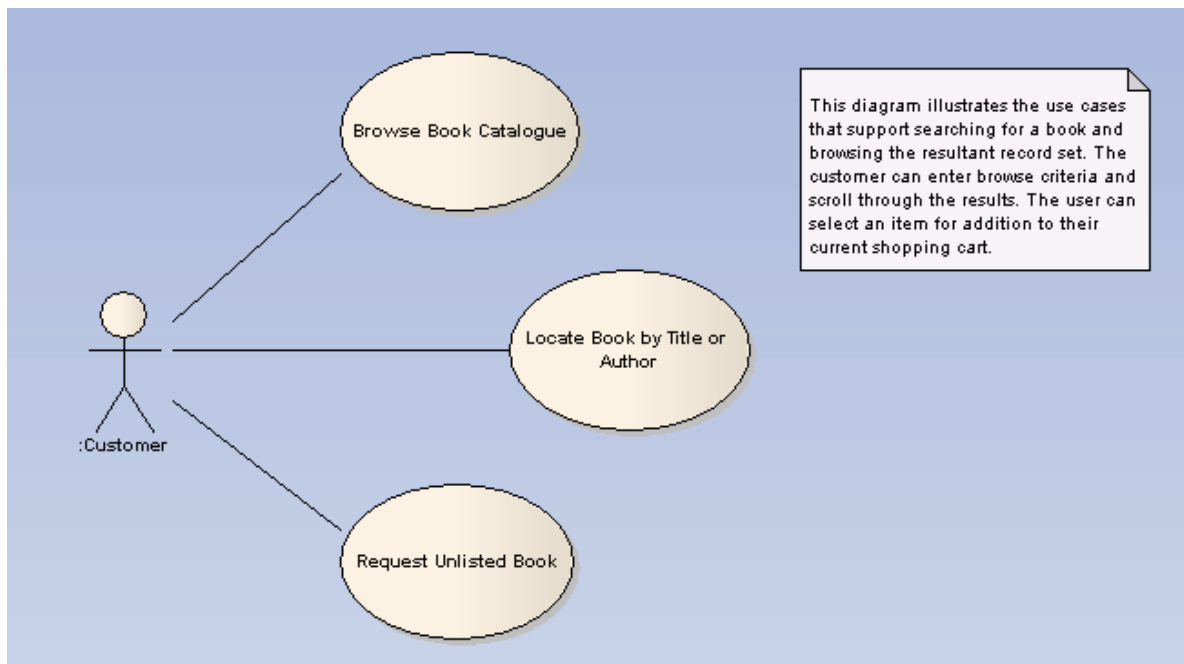 Browse Book Catalogue
This diagram illustrates the use cases
that support searching for a book and
browsing the resultant record set. The
customer can enter browse criteria and
scroll through the results. The user can
select an item for addition to their
current shopping cart.
Locate Book by Title or
Author
:Customer
Request Unlisted Book